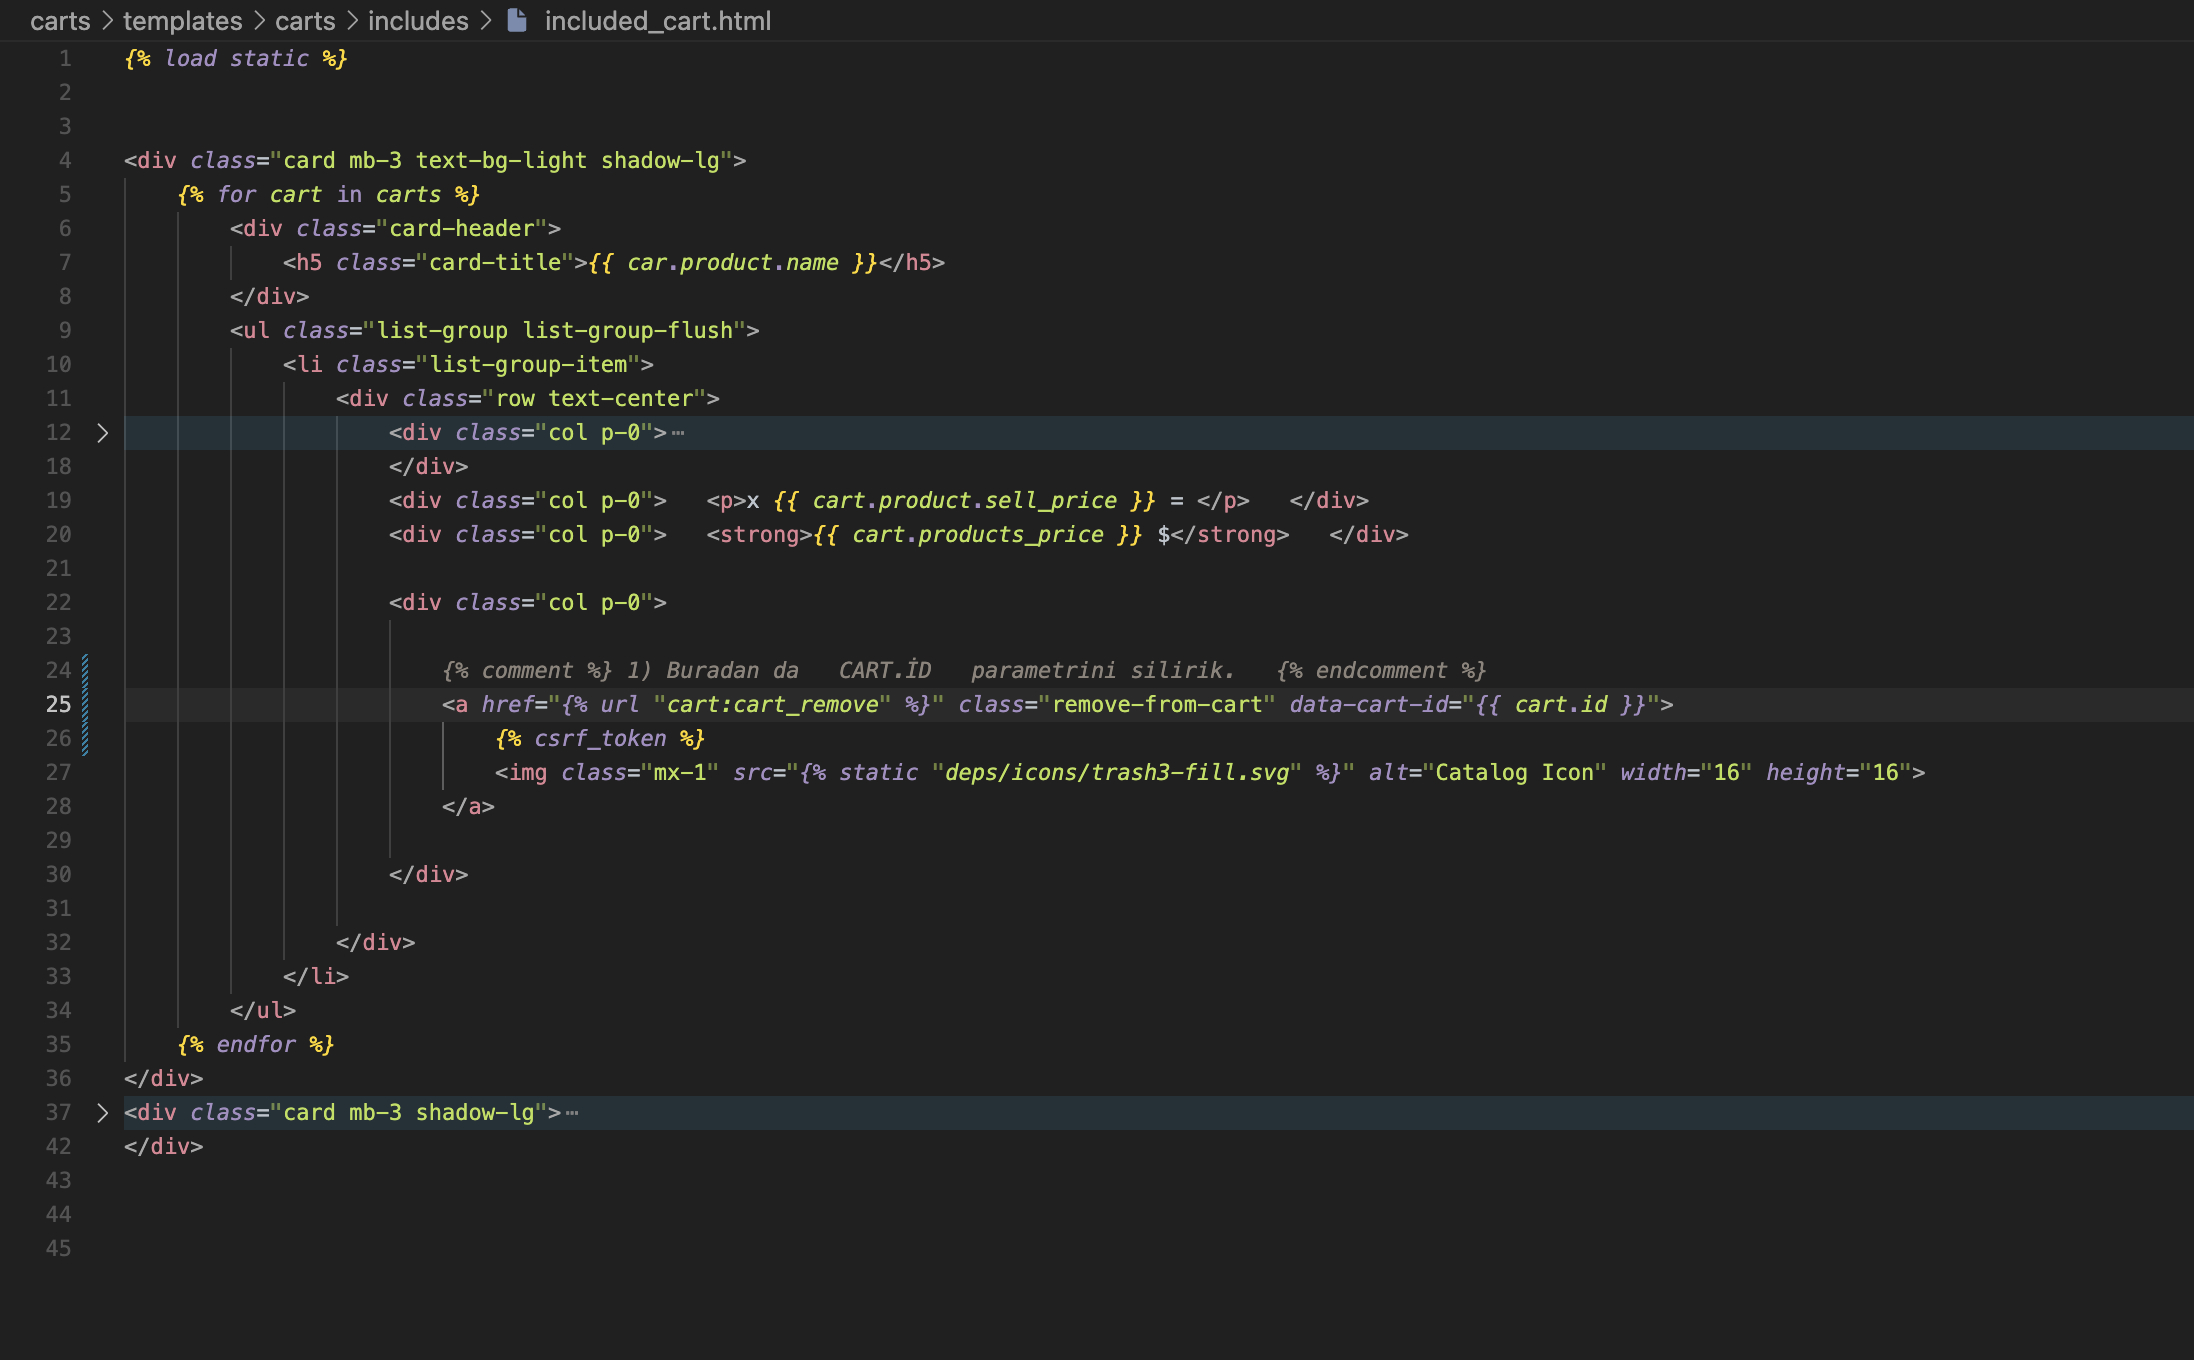 carts > templates > carts > includes > included_cart.html
1 {% load static %}
2
3
4 <div class="card mb-3 text-bg-light shadow-lg">
5 {% for cart in carts %}
6 <div class="card-header">
7 <h5 class="card-title">{{ car.product.name }}</h5>
8 </div>
9 <ul class="list-group list-group-flush">
10 <li class="list-group-item">
11 <div class="row text-center">
12 > <div class="col p-0">⋯
18 </div>
19 <div class="col p-0">   <p>x {{ cart.product.sell_price }} = </p>   </div>
20 <div class="col p-0">   <strong>{{ cart.products_price }} $</strong>   </div>
21
22 <div class="col p-0">
23
24 {% comment %} 1) Buradan da   CART.İD   parametrini silirik.   {% endcomment %}
25 <a href="{% url "cart:cart_remove" %}" class="remove-from-cart" data-cart-id="{{ cart.id }}">
26 {% csrf_token %}
27 <img class="mx-1" src="{% static "deps/icons/trash3-fill.svg" %}" alt="Catalog Icon" width="16" height="16">
28 </a>
29
30 </div>
31
32 </div>
33 </li>
34 </ul>
35 {% endfor %}
36 </div>
37 > <div class="card mb-3 shadow-lg">⋯
42 </div>
43
44
45